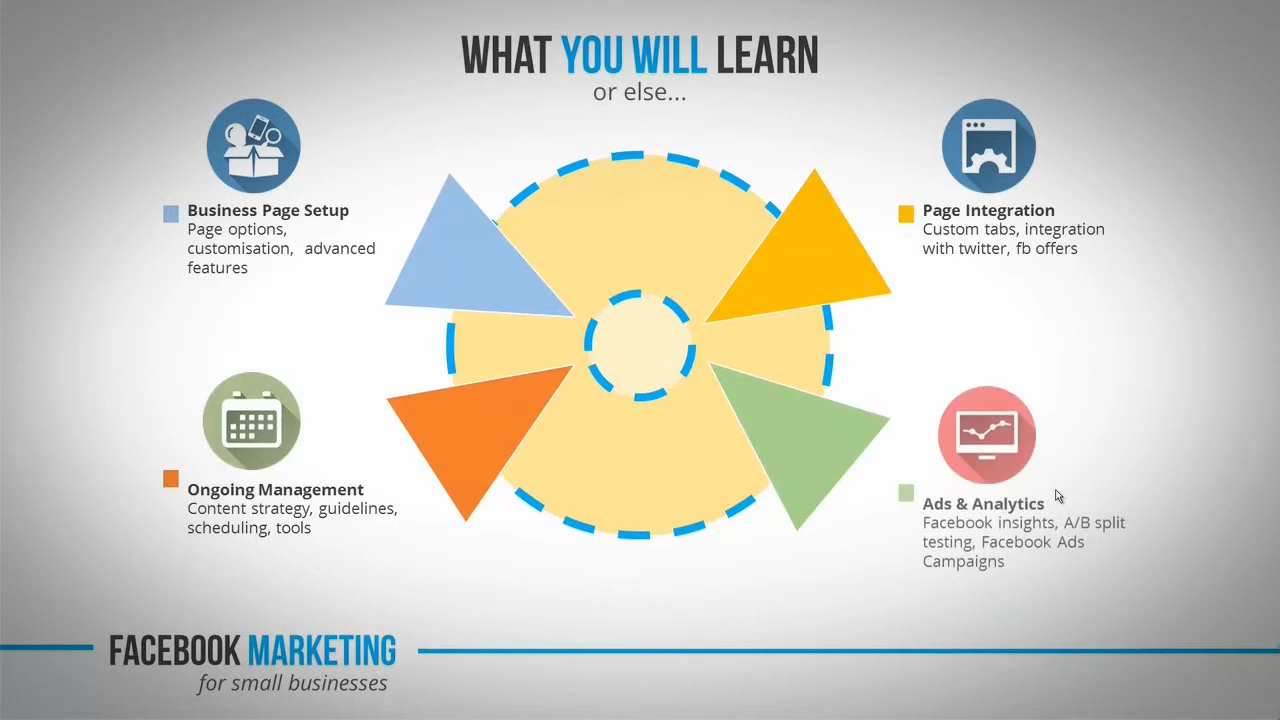 WHAT YOU WILL LEARN
or else...
Business Page Setup
Page options,
customisation, advanced
features
Page Integration
Custom tabs, integration
with twitter, fb offers
Ongoing Management
Content strategy, guidelines,
scheduling, tools
Ads & Analytics
Facebook insights, A/B split
testing, Facebook Ads
Campaigns
FACEBOOK MARKETING
for small businesses